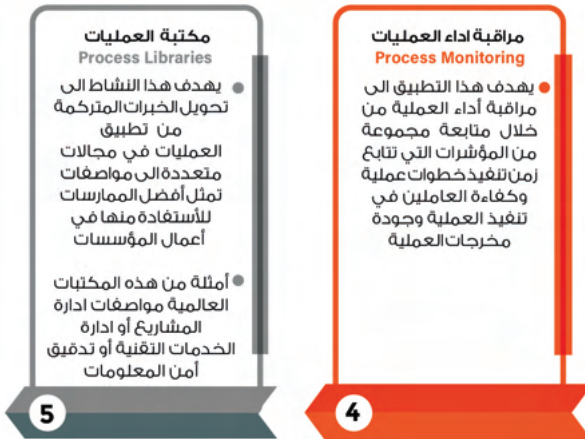 مراقبة اداء العمليات
Process Monitoring
يهدف هذا التطبيق الى
مراقبة أداء العملية من
خلال متابعة مجموعة
من المؤشرات التي تتابع
زمن تنفيذ خطوات عملية
وكفاءة العاملين في
تنفيذ العملية وجودة
مخرجات العملية
4
مكتبة العمليات
Process Libraries
يهدف هذا النشاط الى
تحويل الخبرات المتركمة
من تطبيق
العمليات في مجالات
متعددة الى مواصفات
تمثل أفضل الممارسات
للأستفادة منها في
أعمال المؤسسات
أمثلة من هذه المكتبات
العالمية مواصفات ادارة
المشاريع أو ادارة
الخدمات التقنية أو تدقيق
أمن المعلومات
5